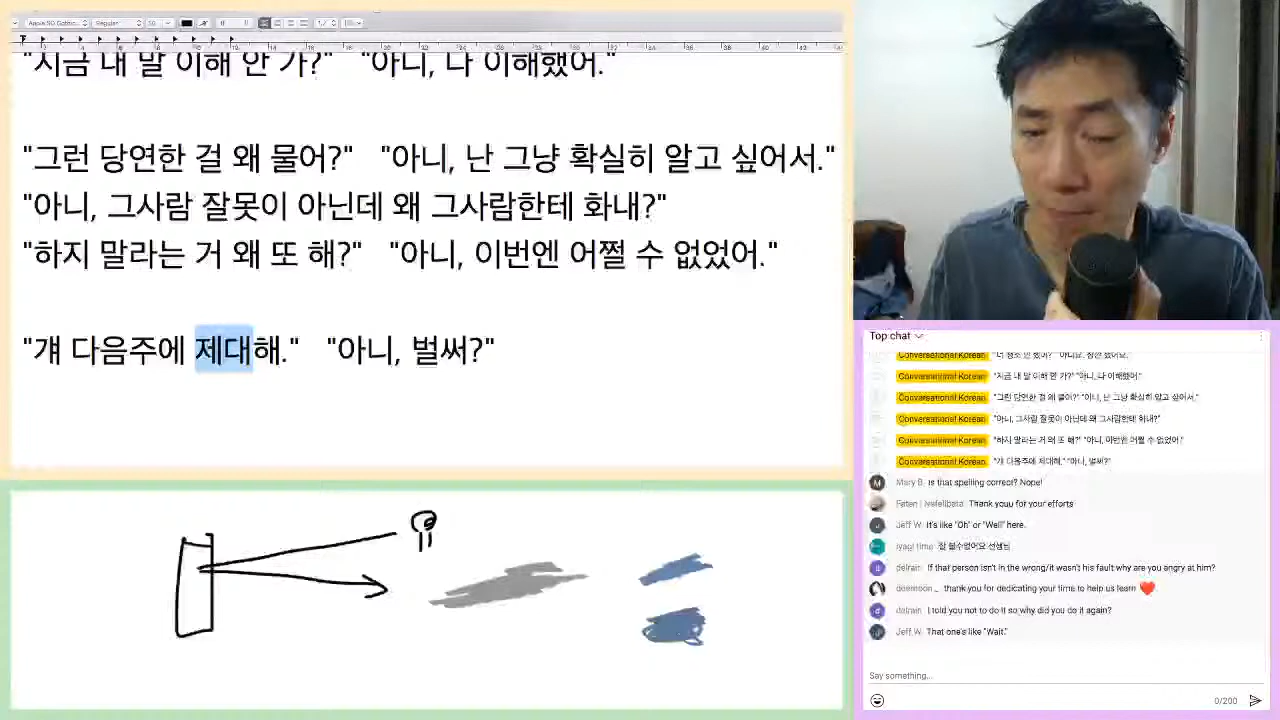 Regular
"지금 내 말 이해 안 가?" "아니, 나 이해했어."
"그런 당연한 걸 왜 물어?" "아니, 난 그냥 확실히 알고 싶어서."
"아니, 그사람 잘못이 아닌데 왜 그사람한테 화내?"
"하지 말라는 거 왜 또 해?" "아니, 이번엔 어쩔 수 없었어."
"걔 다음주에 제대해." "아니, 벌써?"
Top chat
Conversational Korean
Conversational Korean "지금 내 말 이해 안 가?" "아니, 나 이해했어."
Conversational Korean "그런 당연한 걸 왜 물어?" "아니, 난 그냥 확실히 알고 싶어서."
Conversational Korean "아니, 그사람 잘못이 아닌데 왜 그사람한테 화내?"
Conversational Korean "하지 말라는 거 왜 또 해?" "아니, 이번엔 어쩔 수 없었어."
Conversational Korean "걔 다음주에 제대해." "아니, 벌써?"
M Mary B. Is that spelling correct? Nope!
Thank youu for your efforts
J Jeff W. It's like "Oh" or "Well" here.
iyagi time 잘 볼수없어요 선생님
d delrain If that person isn't in the wrong/it wasn't his fault why are you angry at him?
thank you for dedicating your time to help us learn ❤️
d delrain I told you not to do it so why did you do it again?
J Jeff W. That one's like "Wait."
Say something...
0/200